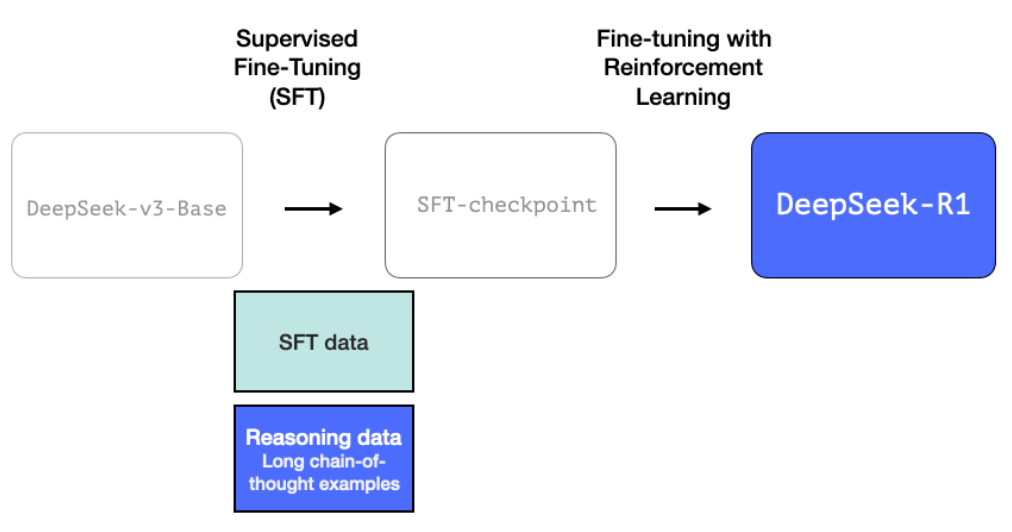 Supervised
Fine-Tuning
(SFT)
Fine-tuning with
Reinforcement
Learning
DeepSeek-v3-Base
SFT-checkpoint
DeepSeek-R1
SFT data
Reasoning data
Long chain-of-
thought examples